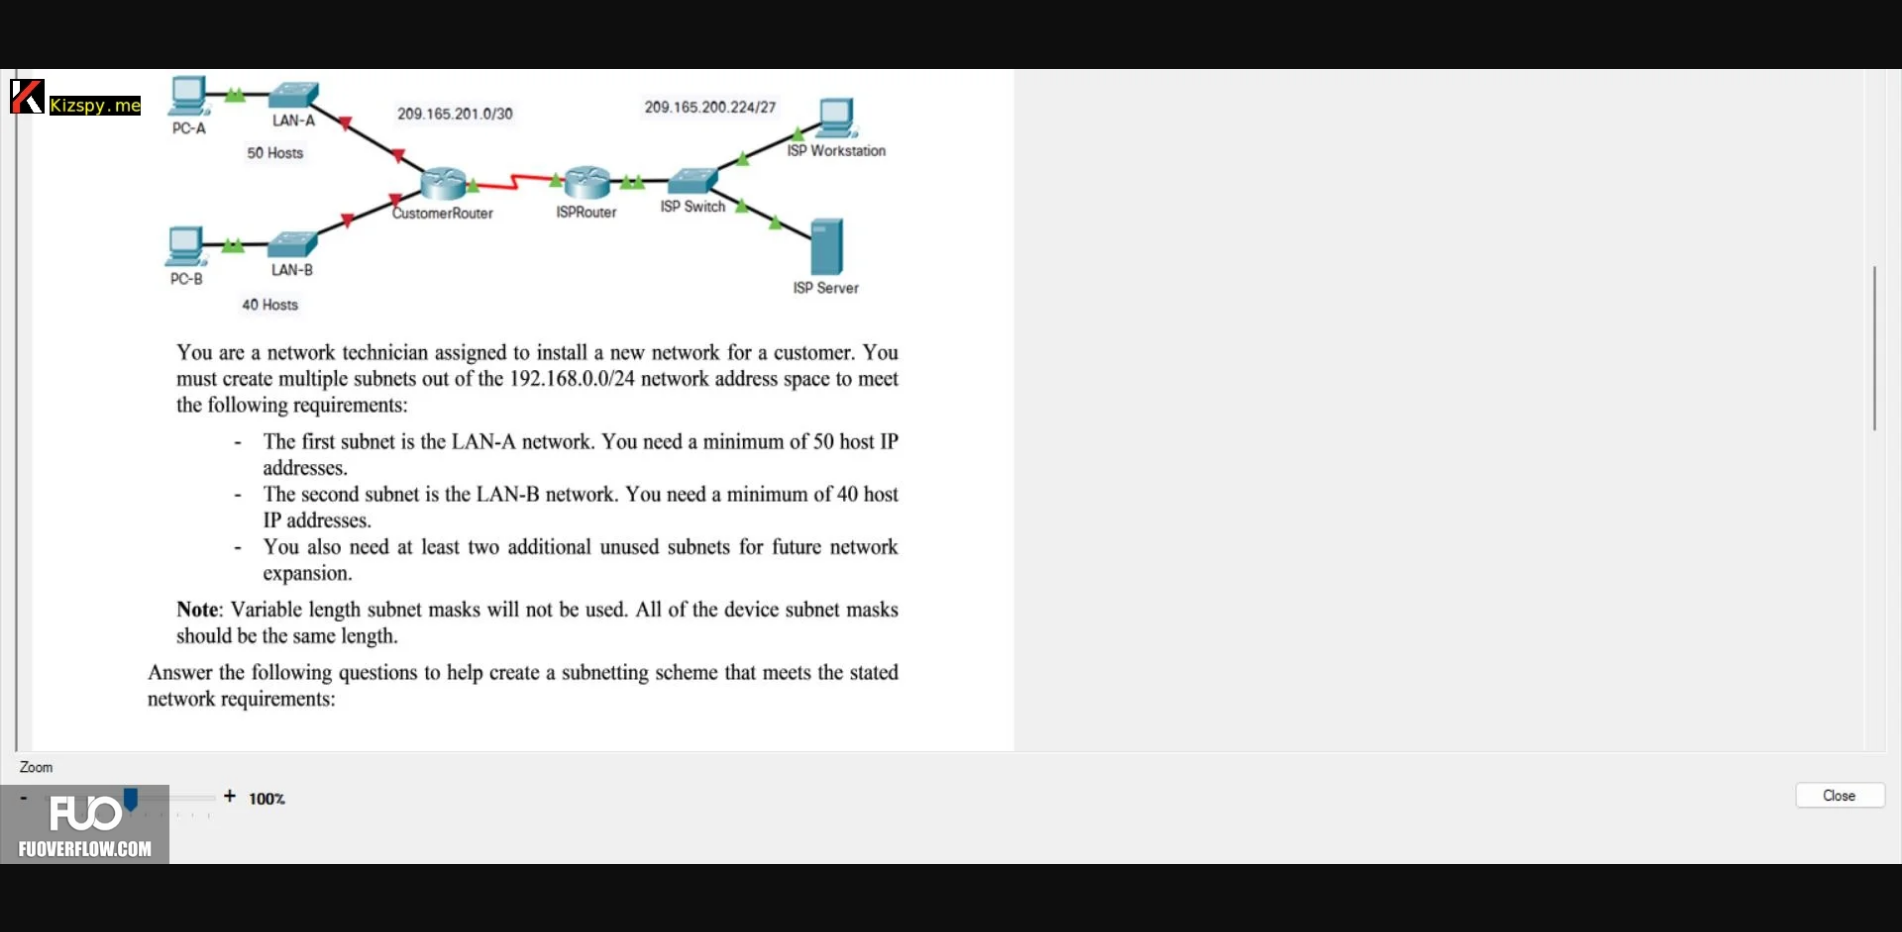 Kizspy.me
209.165.201.0/30
209.165.200.224/27
PC-A
LAN-A
50 Hosts
ISP Workstation
CustomerRouter
ISPRouter
ISP Switch
PC-B
LAN-B
ISP Server
40 Hosts
You are a network technician assigned to install a new network for a customer. You
must create multiple subnets out of the 192.168.0.0/24 network address space to meet
the following requirements:
- The first subnet is the LAN-A network. You need a minimum of 50 host IP
addresses.
- The second subnet is the LAN-B network. You need a minimum of 40 host
IP addresses.
- You also need at least two additional unused subnets for future network
expansion.
Note: Variable length subnet masks will not be used. All of the device subnet masks
should be the same length.
Answer the following questions to help create a subnetting scheme that meets the stated
network requirements:
Zoom
- + 100%
Close
FUO
FUOVERFLOW.COM